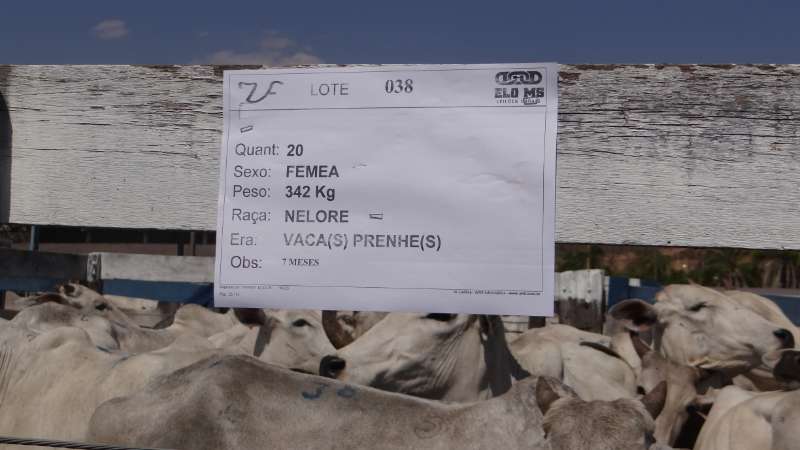 LOTE 038
ELO MS
Quant: 20
Sexo: FEMEA
Peso: 342 Kg
Raça: NELORE
Era: VACA(S) PRENHE(S)
Obs: 7 MESES